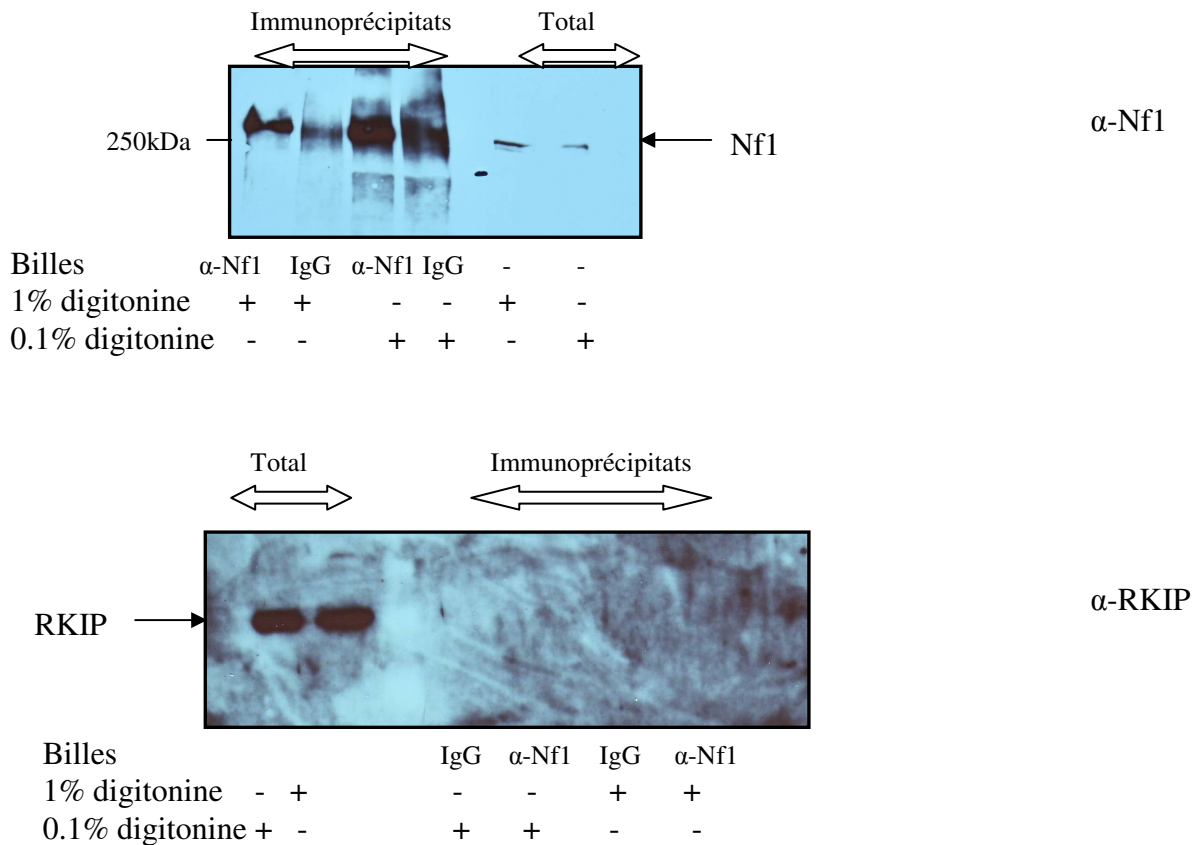 Immunoprécipitats Total
α-Nf1
250kDa Nf1
Billes α-Nf1 IgG α-Nf1 IgG - -
1% digitonine + + - - + -
0.1% digitonine - - + + - +
Total Immunoprécipitats
α-RKIP
RKIP
Billes IgG α-Nf1 IgG α-Nf1
1% digitonine - + - - + +
0.1% digitonine + - + + - -